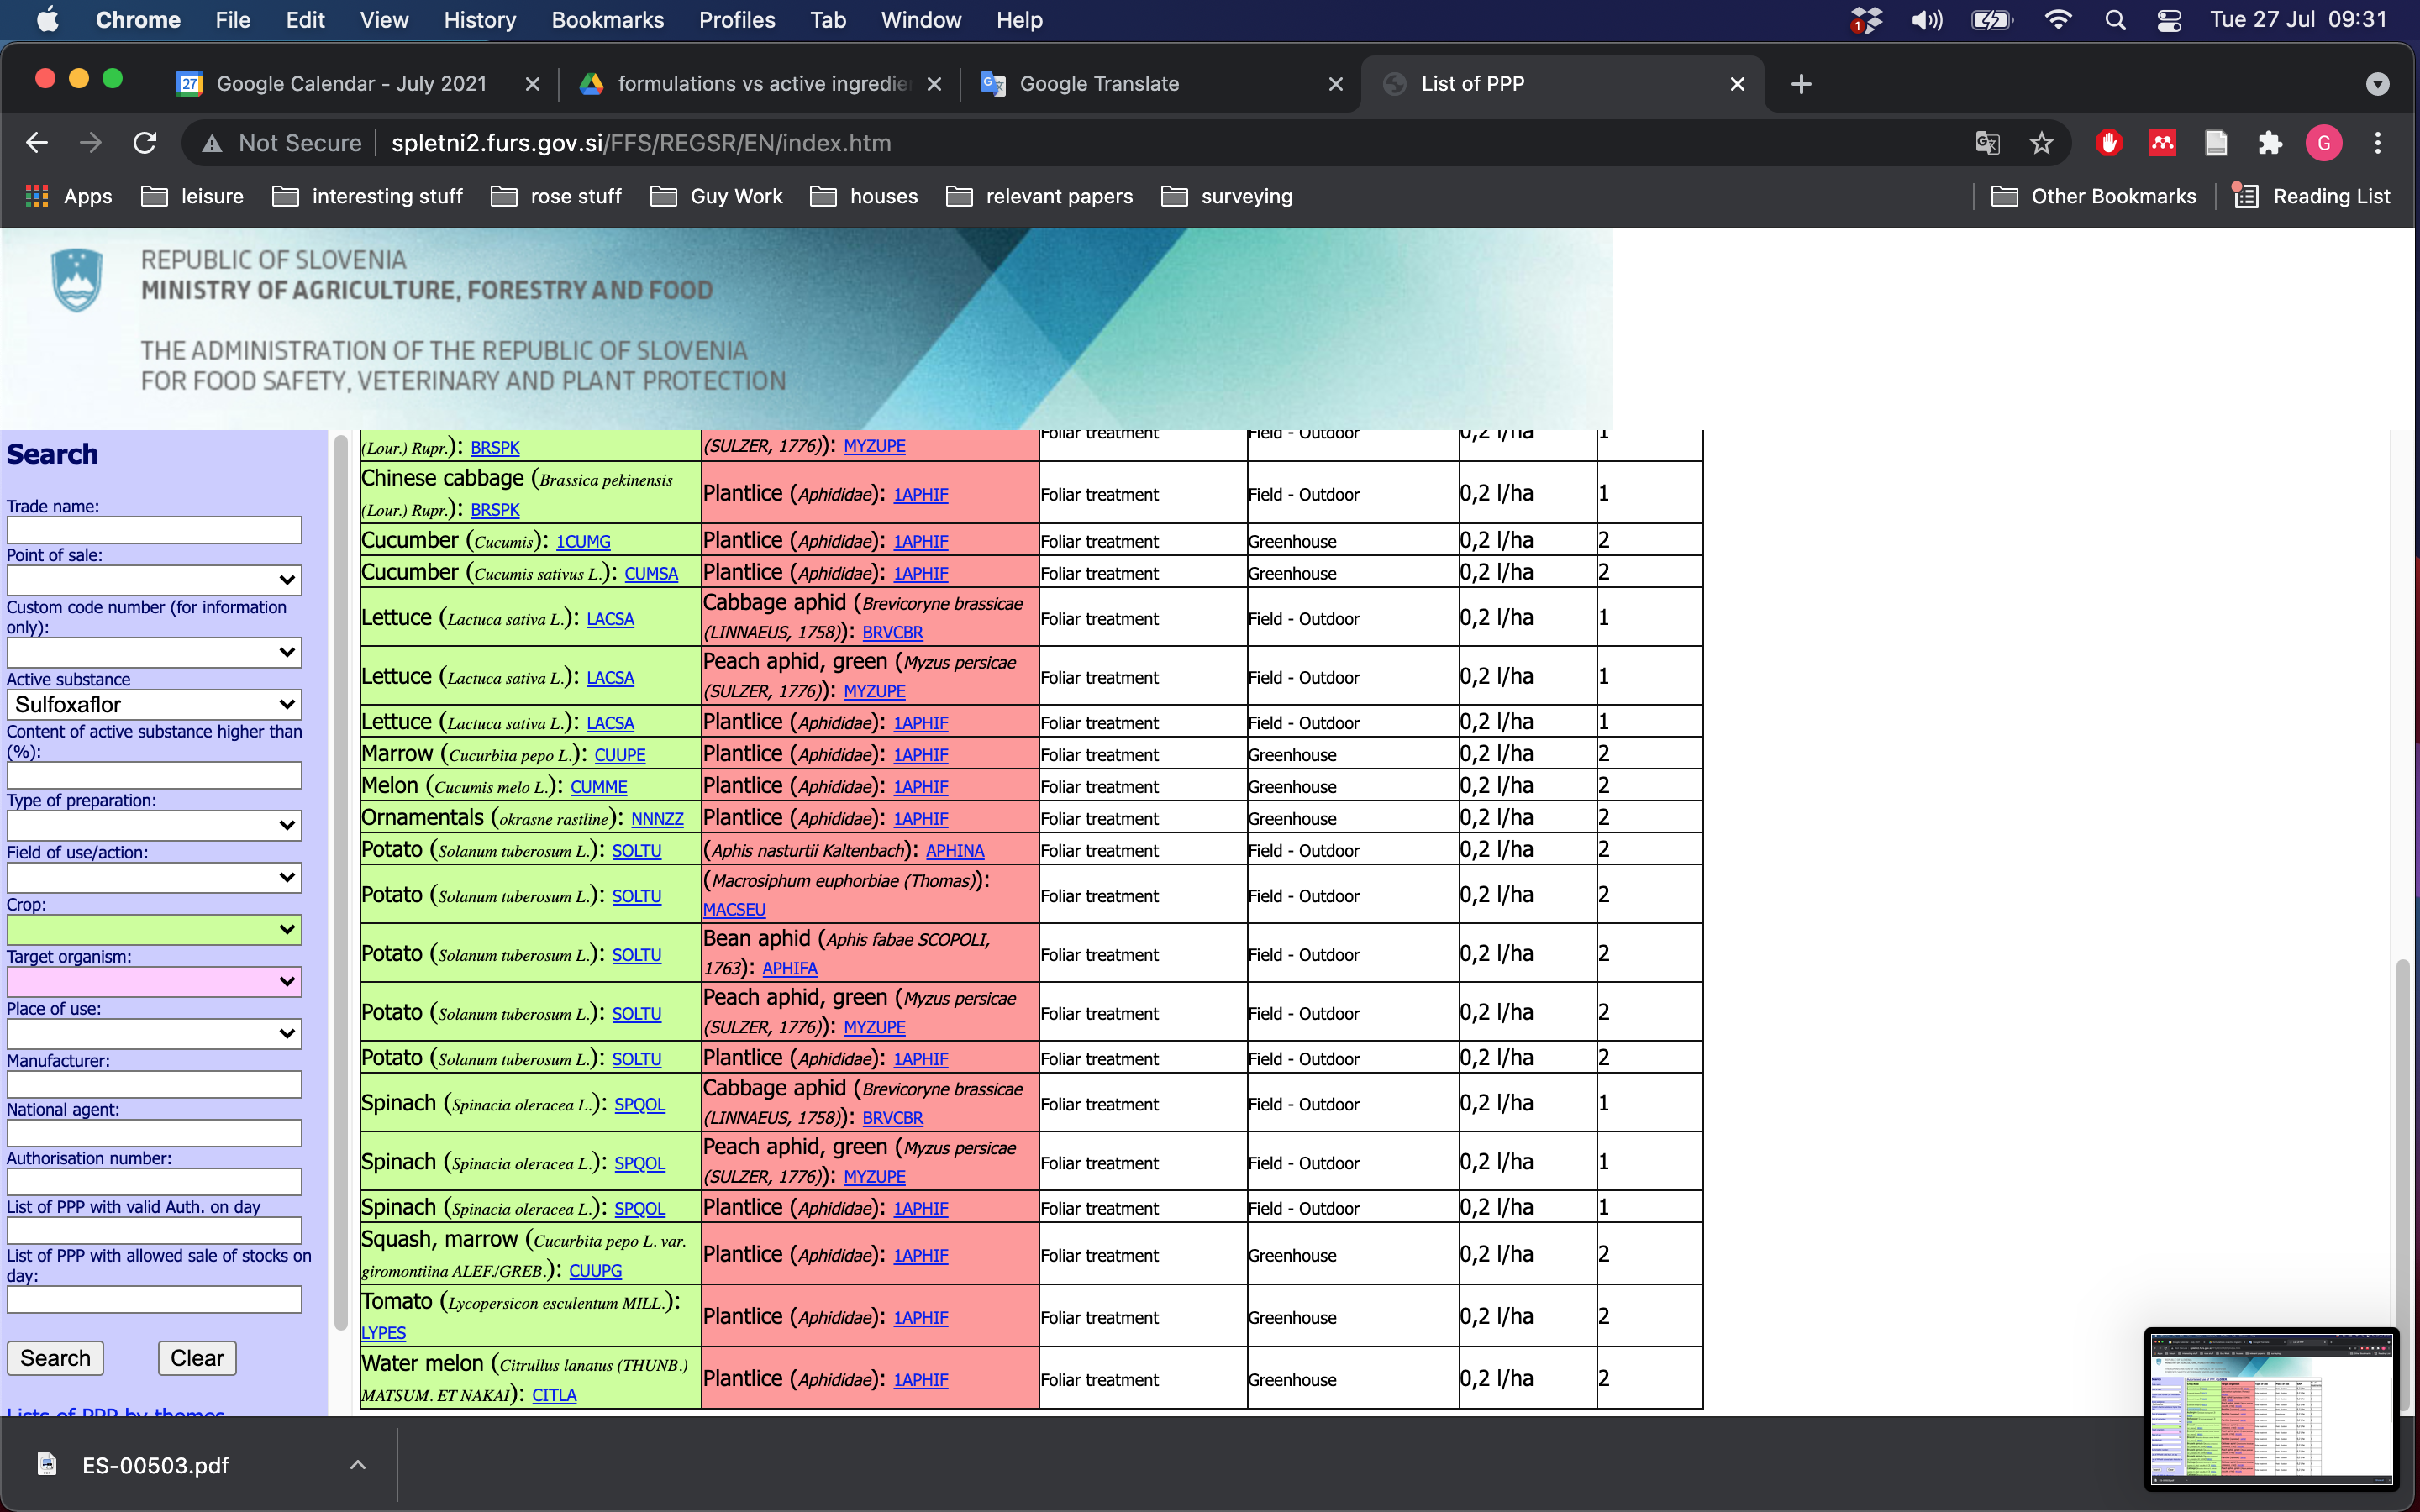 Chrome File Edit View History Bookmarks Profiles Tab Window Help 1 Tue 27 Jul 09:31
27 Google Calendar - July 2021 formulations vs active ingredie Google Translate List of PPP
Not Secure spletni2.furs.gov.si/FFS/REGSR/EN/index.htm G
Apps leisure interesting stuff rose stuff Guy Work houses relevant papers surveying Other Bookmarks Reading List
REPUBLIC OF SLOVENIA
MINISTRY OF AGRICULTURE, FORESTRY AND FOOD
THE ADMINISTRATION OF THE REPUBLIC OF SLOVENIA
FOR FOOD SAFETY, VETERINARY AND PLANT PROTECTION
Search
Trade name:
Point of sale:
Custom code number (for information
only):
Active substance
Sulfoxaflor
Content of active substance higher than
(%):
Type of preparation:
Field of use/action:
Crop:
Target organism:
Place of use:
Manufacturer:
National agent:
Authorisation number:
List of PPP with valid Auth. on day
List of PPP with allowed sale of stocks on
day:
Search Clear
Lists of PPP by themes
(Lour.) Rupr.): BRSPK (SULZER, 1776)): MYZUPE Foliar treatment Field - Outdoor 0,2 l/ha 1
Chinese cabbage (Brassica pekinensis
(Lour.) Rupr.): BRSPK Plantlice (Aphididae): 1APHIF Foliar treatment Field - Outdoor 0,2 l/ha 1
Cucumber (Cucumis): 1CUMG Plantlice (Aphididae): 1APHIF Foliar treatment Greenhouse 0,2 l/ha 2
Cucumber (Cucumis sativus L.): CUMSA Plantlice (Aphididae): 1APHIF Foliar treatment Greenhouse 0,2 l/ha 2
Lettuce (Lactuca sativa L.): LACSA Cabbage aphid (Brevicoryne brassicae
(LINNAEUS, 1758)): BRVCBR Foliar treatment Field - Outdoor 0,2 l/ha 1
Lettuce (Lactuca sativa L.): LACSA Peach aphid, green (Myzus persicae
(SULZER, 1776)): MYZUPE Foliar treatment Field - Outdoor 0,2 l/ha 1
Lettuce (Lactuca sativa L.): LACSA Plantlice (Aphididae): 1APHIF Foliar treatment Field - Outdoor 0,2 l/ha 1
Marrow (Cucurbita pepo L.): CUUPE Plantlice (Aphididae): 1APHIF Foliar treatment Greenhouse 0,2 l/ha 2
Melon (Cucumis melo L.): CUMME Plantlice (Aphididae): 1APHIF Foliar treatment Greenhouse 0,2 l/ha 2
Ornamentals (okrasne rastline): NNNZZ Plantlice (Aphididae): 1APHIF Foliar treatment Greenhouse 0,2 l/ha 2
Potato (Solanum tuberosum L.): SOLTU (Aphis nasturtii Kaltenbach): APHINA Foliar treatment Field - Outdoor 0,2 l/ha 2
Potato (Solanum tuberosum L.): SOLTU (Macrosiphum euphorbiae (Thomas)):
MACSEU Foliar treatment Field - Outdoor 0,2 l/ha 2
Potato (Solanum tuberosum L.): SOLTU Bean aphid (Aphis fabae SCOPOLI,
1763): APHIFA Foliar treatment Field - Outdoor 0,2 l/ha 2
Potato (Solanum tuberosum L.): SOLTU Peach aphid, green (Myzus persicae
(SULZER, 1776)): MYZUPE Foliar treatment Field - Outdoor 0,2 l/ha 2
Potato (Solanum tuberosum L.): SOLTU Plantlice (Aphididae): 1APHIF Foliar treatment Field - Outdoor 0,2 l/ha 2
Spinach (Spinacia oleracea L.): SPQOL Cabbage aphid (Brevicoryne brassicae
(LINNAEUS, 1758)): BRVCBR Foliar treatment Field - Outdoor 0,2 l/ha 1
Spinach (Spinacia oleracea L.): SPQOL Peach aphid, green (Myzus persicae
(SULZER, 1776)): MYZUPE Foliar treatment Field - Outdoor 0,2 l/ha 1
Spinach (Spinacia oleracea L.): SPQOL Plantlice (Aphididae): 1APHIF Foliar treatment Field - Outdoor 0,2 l/ha 1
Squash, marrow (Cucurbita pepo L. var.
giromontiina ALEF./GREB.): CUUPG Plantlice (Aphididae): 1APHIF Foliar treatment Greenhouse 0,2 l/ha 2
Tomato (Lycopersicon esculentum MILL.):
LYPES Plantlice (Aphididae): 1APHIF Foliar treatment Greenhouse 0,2 l/ha 2
Water melon (Citrullus lanatus (THUNB.)
MATSUM. ET NAKAI): CITLA Plantlice (Aphididae): 1APHIF Foliar treatment Greenhouse 0,2 l/ha 2
ES-00503.pdf